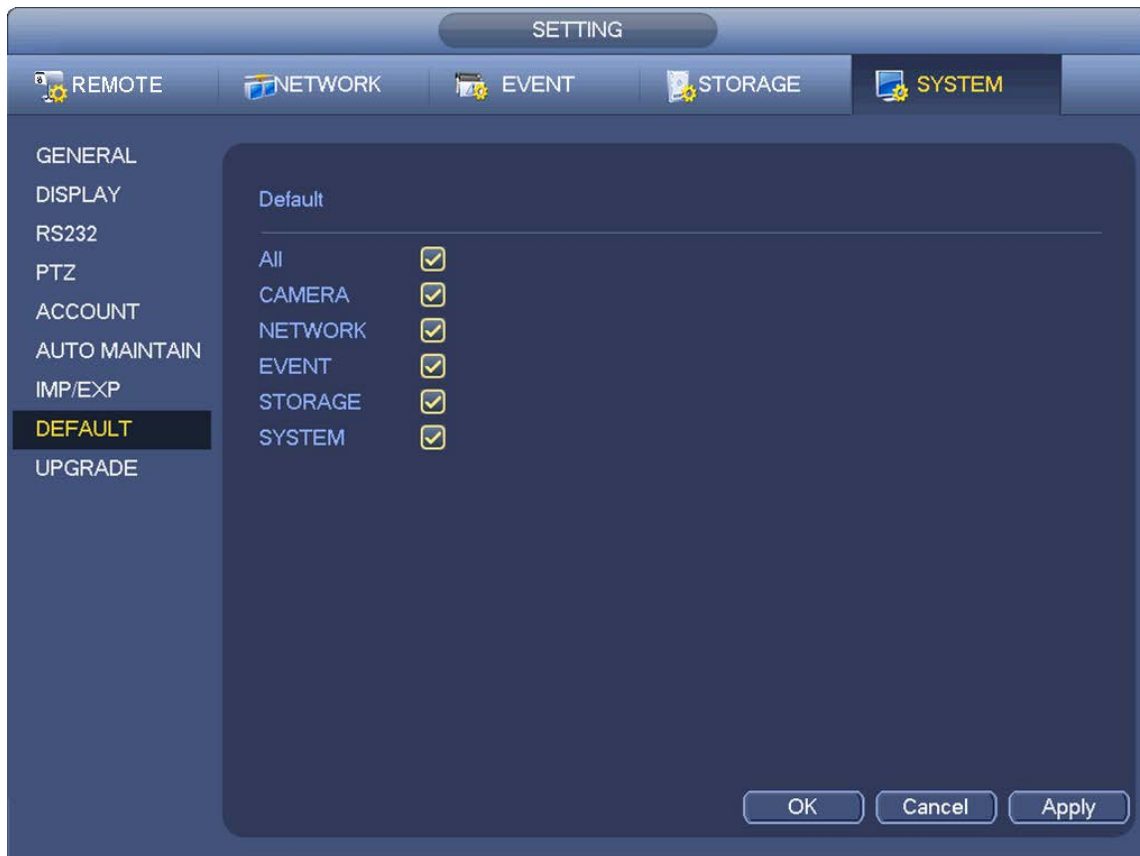 SETTING
REMOTE NETWORK EVENT STORAGE SYSTEM
GENERAL
DISPLAY
RS232
PTZ
ACCOUNT
AUTO MAINTAIN
IMP/EXP
DEFAULT
UPGRADE
Default
All
CAMERA
NETWORK
EVENT
STORAGE
SYSTEM
OK Cancel Apply